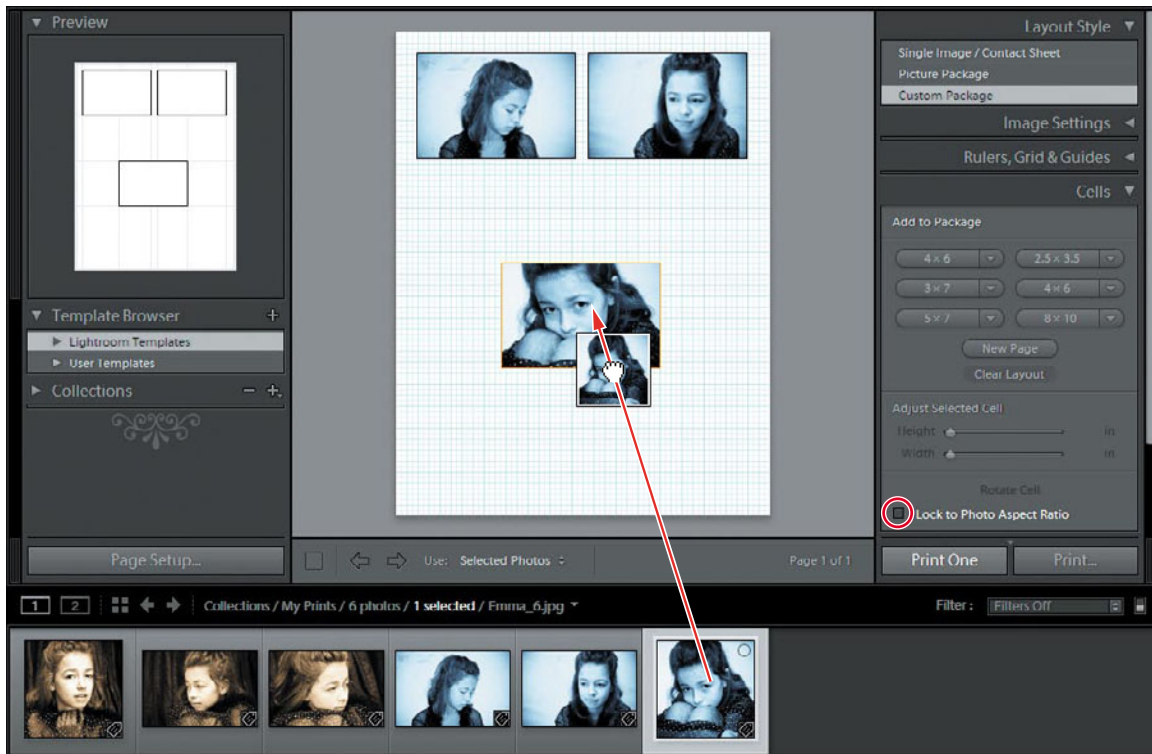 Preview
Template Browser +
Lightroom Templates
User Templates
Collections − +
Page Setup...
Use: Selected Photos
Page 1 of 1
Layout Style
Single Image / Contact Sheet
Picture Package
Custom Package
Image Settings
Rulers, Grid & Guides
Cells
Add to Package
4 × 6 2.5 × 3.5
3 × 7 4 × 6
5 × 7 8 × 10
New Page
Clear Layout
Adjust Selected Cell
Height in
Width in
Rotate Cell
Lock to Photo Aspect Ratio
Print One Print...
1 2 Collections / My Prints / 6 photos / 1 selected / Emma_6.jpg
Filter : Filters Off